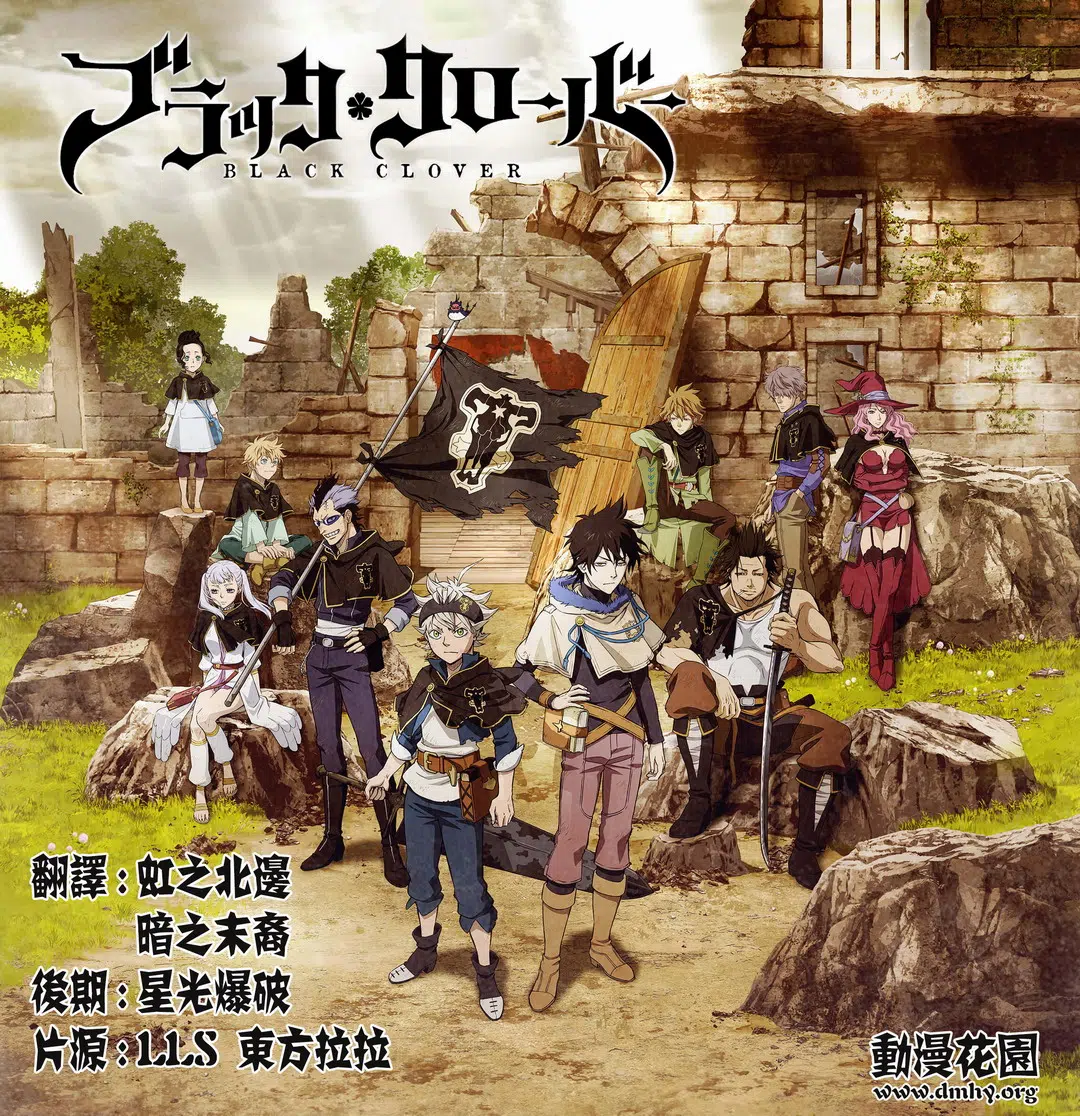 ブラッククローバー
BLACK CLOVER
翻譯：虹之北邊
暗之末裔
後期：星光爆破
片源：L.L.S 東方拉拉
動漫花園
www.dmhy.org